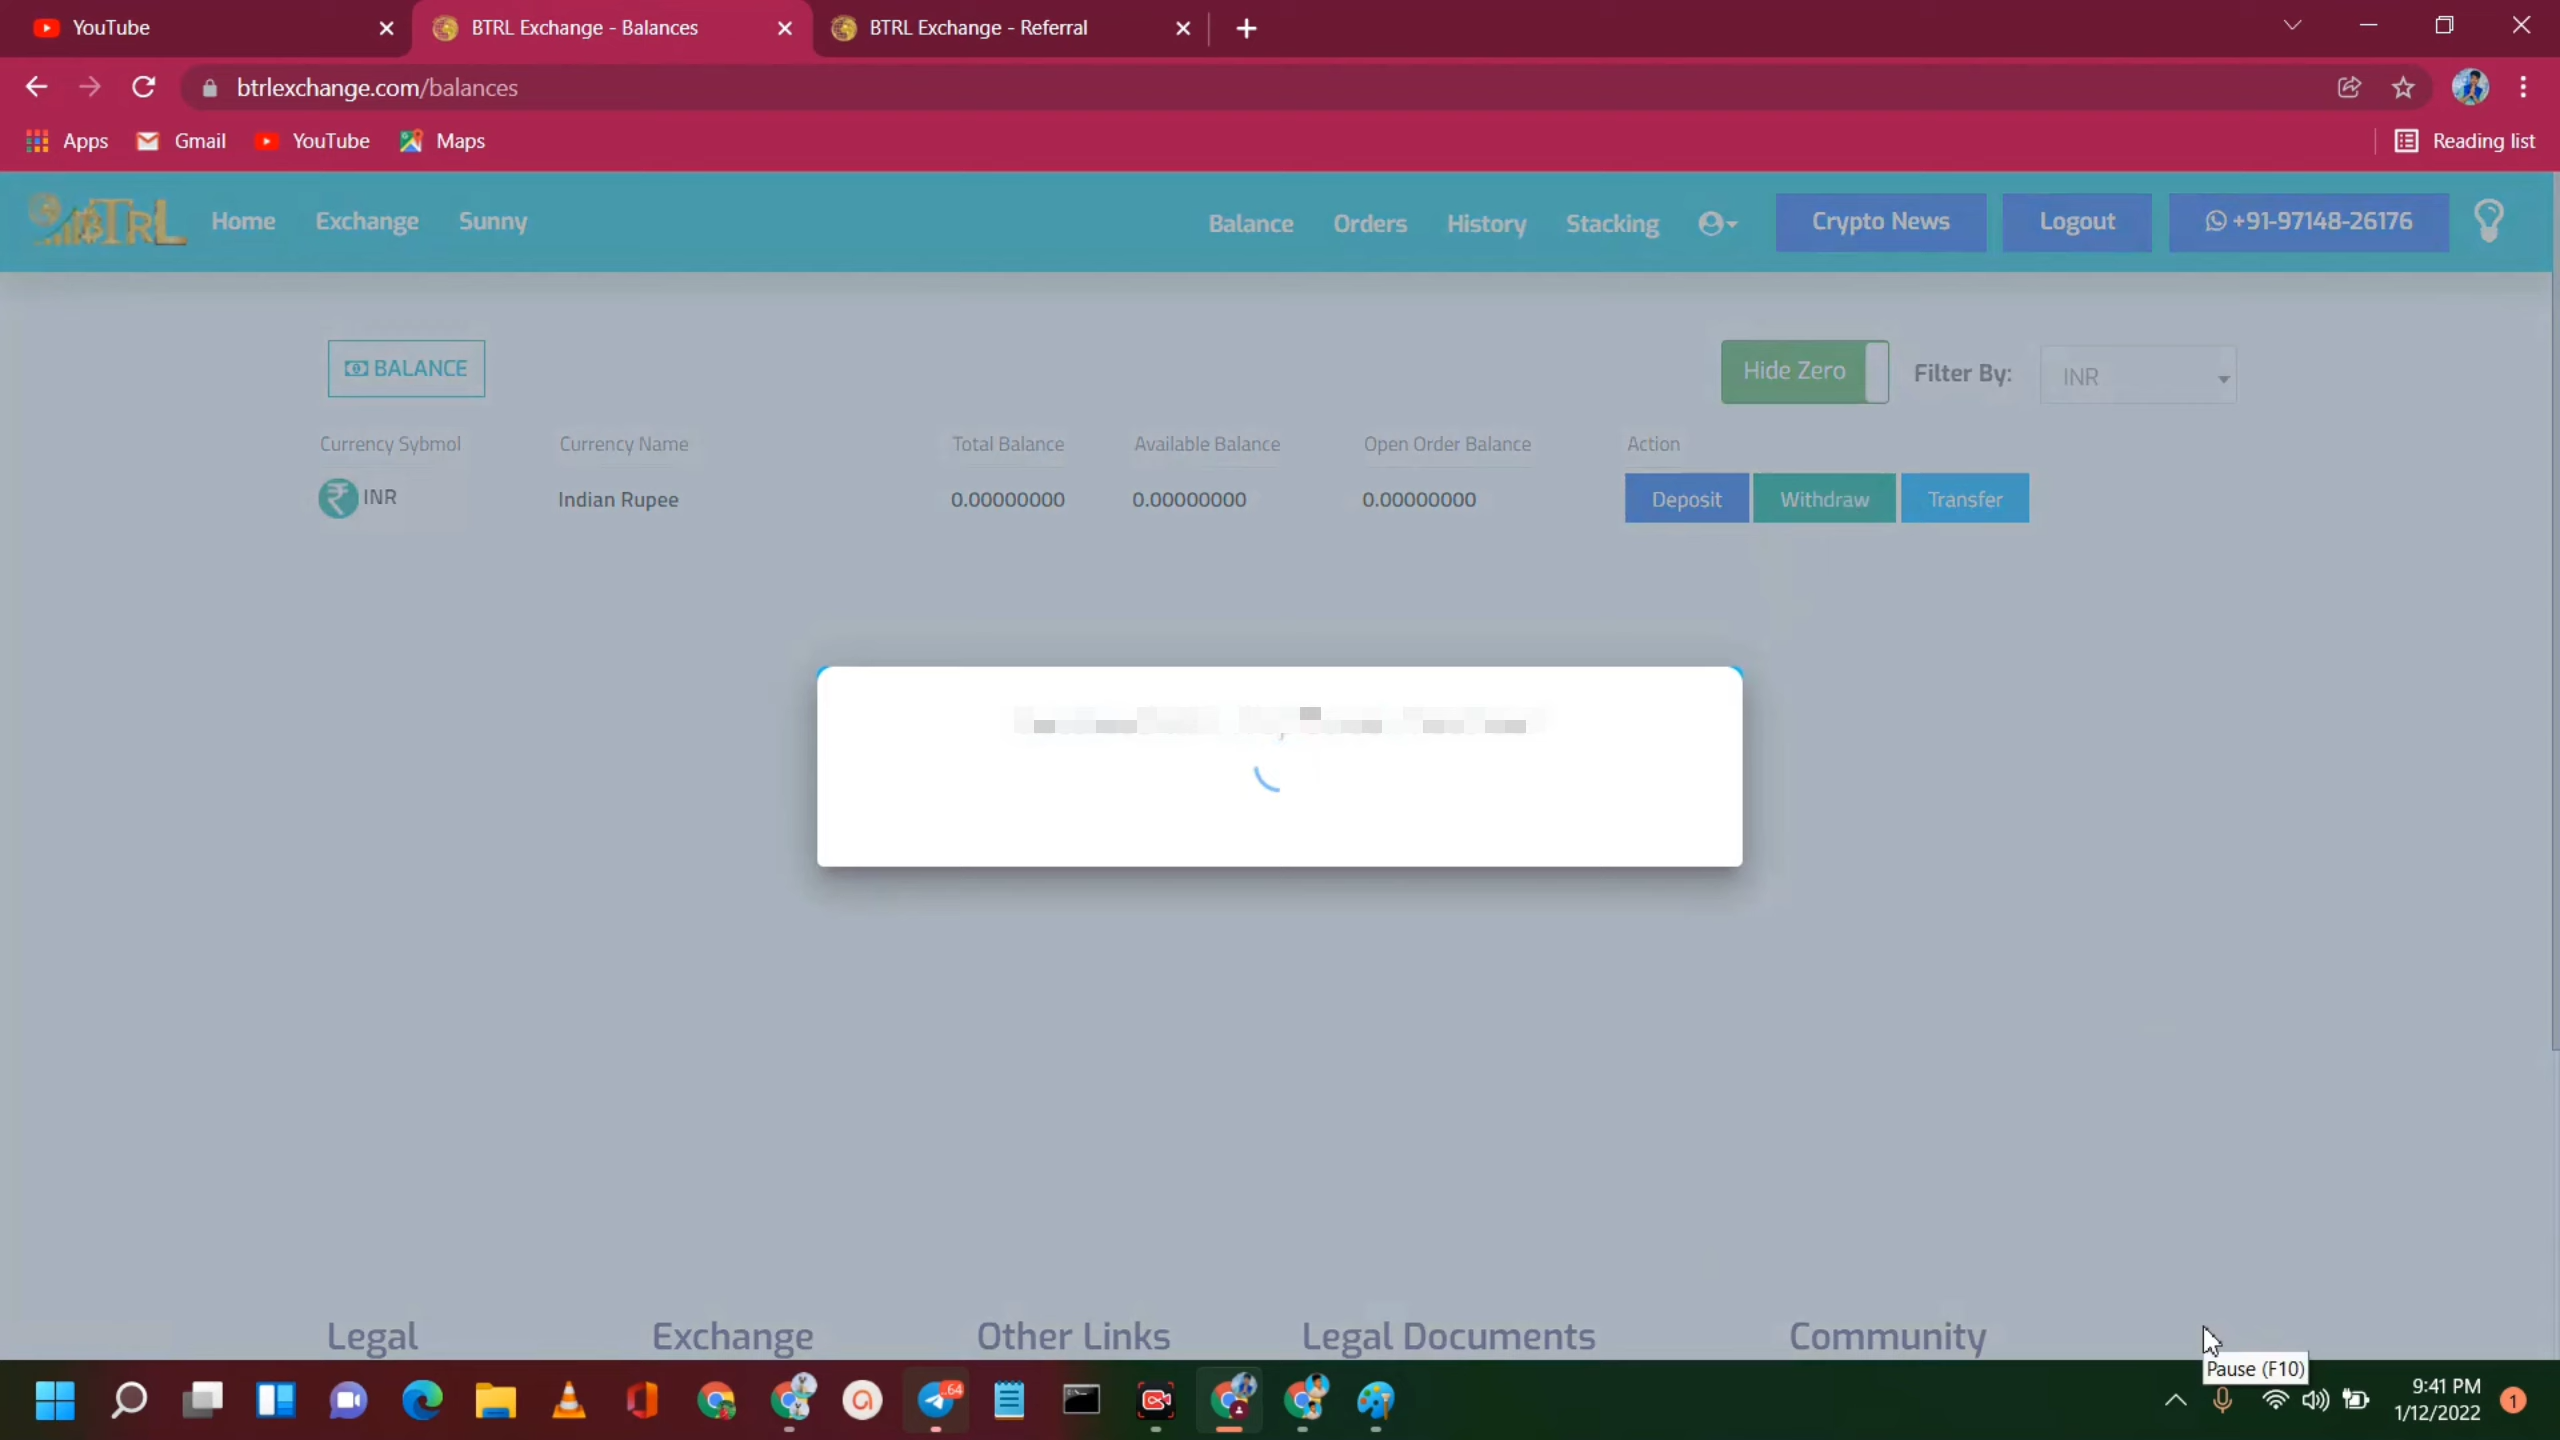 YouTube
BTRL Exchange - Balances
BTRL Exchange - Referral
btrlexchange.com/balances
Apps
Gmail
YouTube
Maps
Reading list
BTRL
Home
Exchange
Sunny
Balance
Orders
History
Stacking
Crypto News
Logout
+91-97148-26176
BALANCE
Hide Zero
Filter By:
INR
Currency Sybmol
Currency Name
Total Balance
Available Balance
Open Order Balance
Action
INR
Indian Rupee
0.00000000
0.00000000
0.00000000
Deposit
Withdraw
Transfer
Legal
Exchange
Other Links
Legal Documents
Community
Pause (F10)
64
9:41 PM
1/12/2022
1